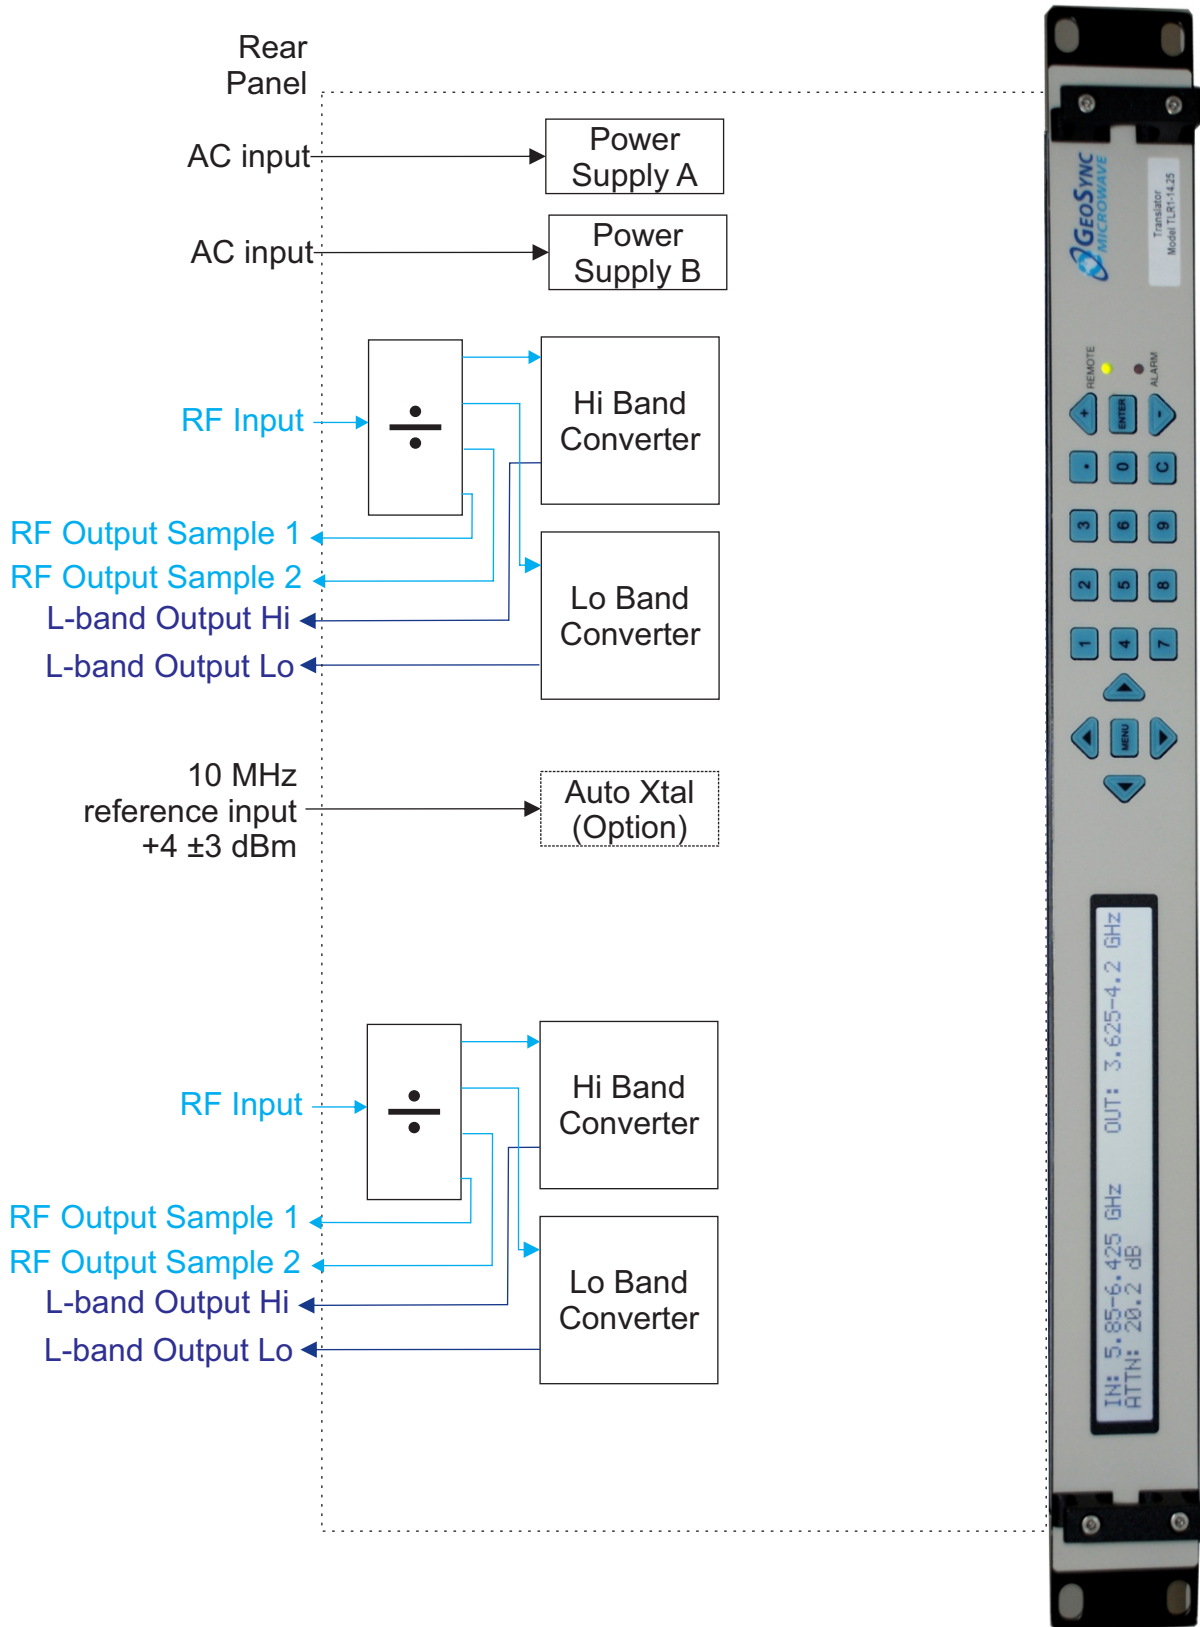 Rear
Panel
AC input
Power
Supply A
AC input
Power
Supply B
RF Input
÷
Hi Band
Converter
RF Output Sample 1
RF Output Sample 2
L-band Output Hi
L-band Output Lo
Lo Band
Converter
10 MHz
reference input
+4 ±3 dBm
Auto Xtal
(Option)
RF Input
÷
Hi Band
Converter
RF Output Sample 1
RF Output Sample 2
L-band Output Hi
L-band Output Lo
Lo Band
Converter
IN: 5.85-6.425 GHz OUT: 3.625-4.2 GHz
ATTN: 20.2 dB
MENU
1 2 3 .
4 5 6 0
7 8 9 C
+
ENTER
-
REMOTE
ALARM
GEOSYNC
MICROWAVE
Translator
Model TLR1-14.25